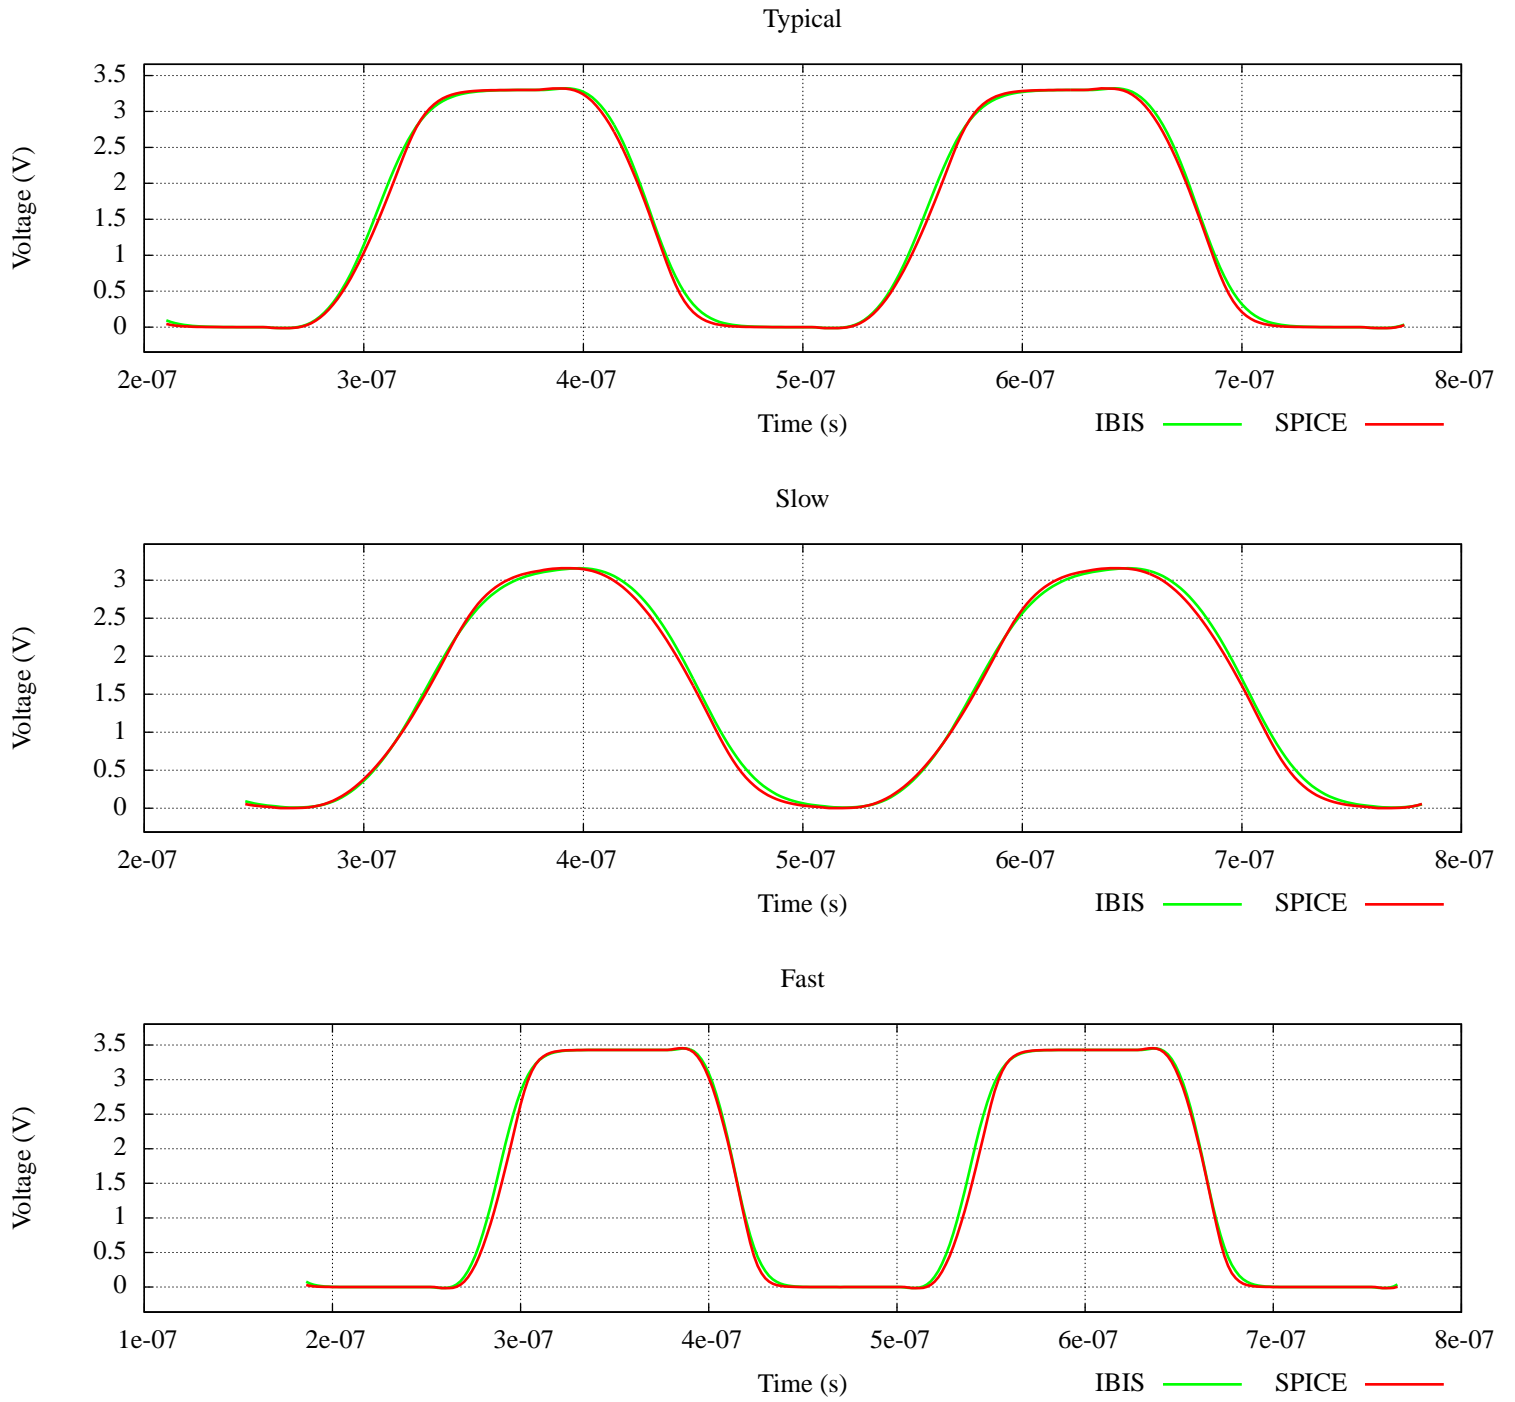 Typical
3.5
3
2.5
2
1.5
1
0.5
0
Voltage (V)
2e-07 3e-07 4e-07 5e-07 6e-07 7e-07 8e-07
Time (s)
IBIS SPICE
Slow
3
2.5
2
1.5
1
0.5
0
Voltage (V)
2e-07 3e-07 4e-07 5e-07 6e-07 7e-07 8e-07
Time (s)
IBIS SPICE
Fast
3.5
3
2.5
2
1.5
1
0.5
0
Voltage (V)
1e-07 2e-07 3e-07 4e-07 5e-07 6e-07 7e-07 8e-07
Time (s)
IBIS SPICE